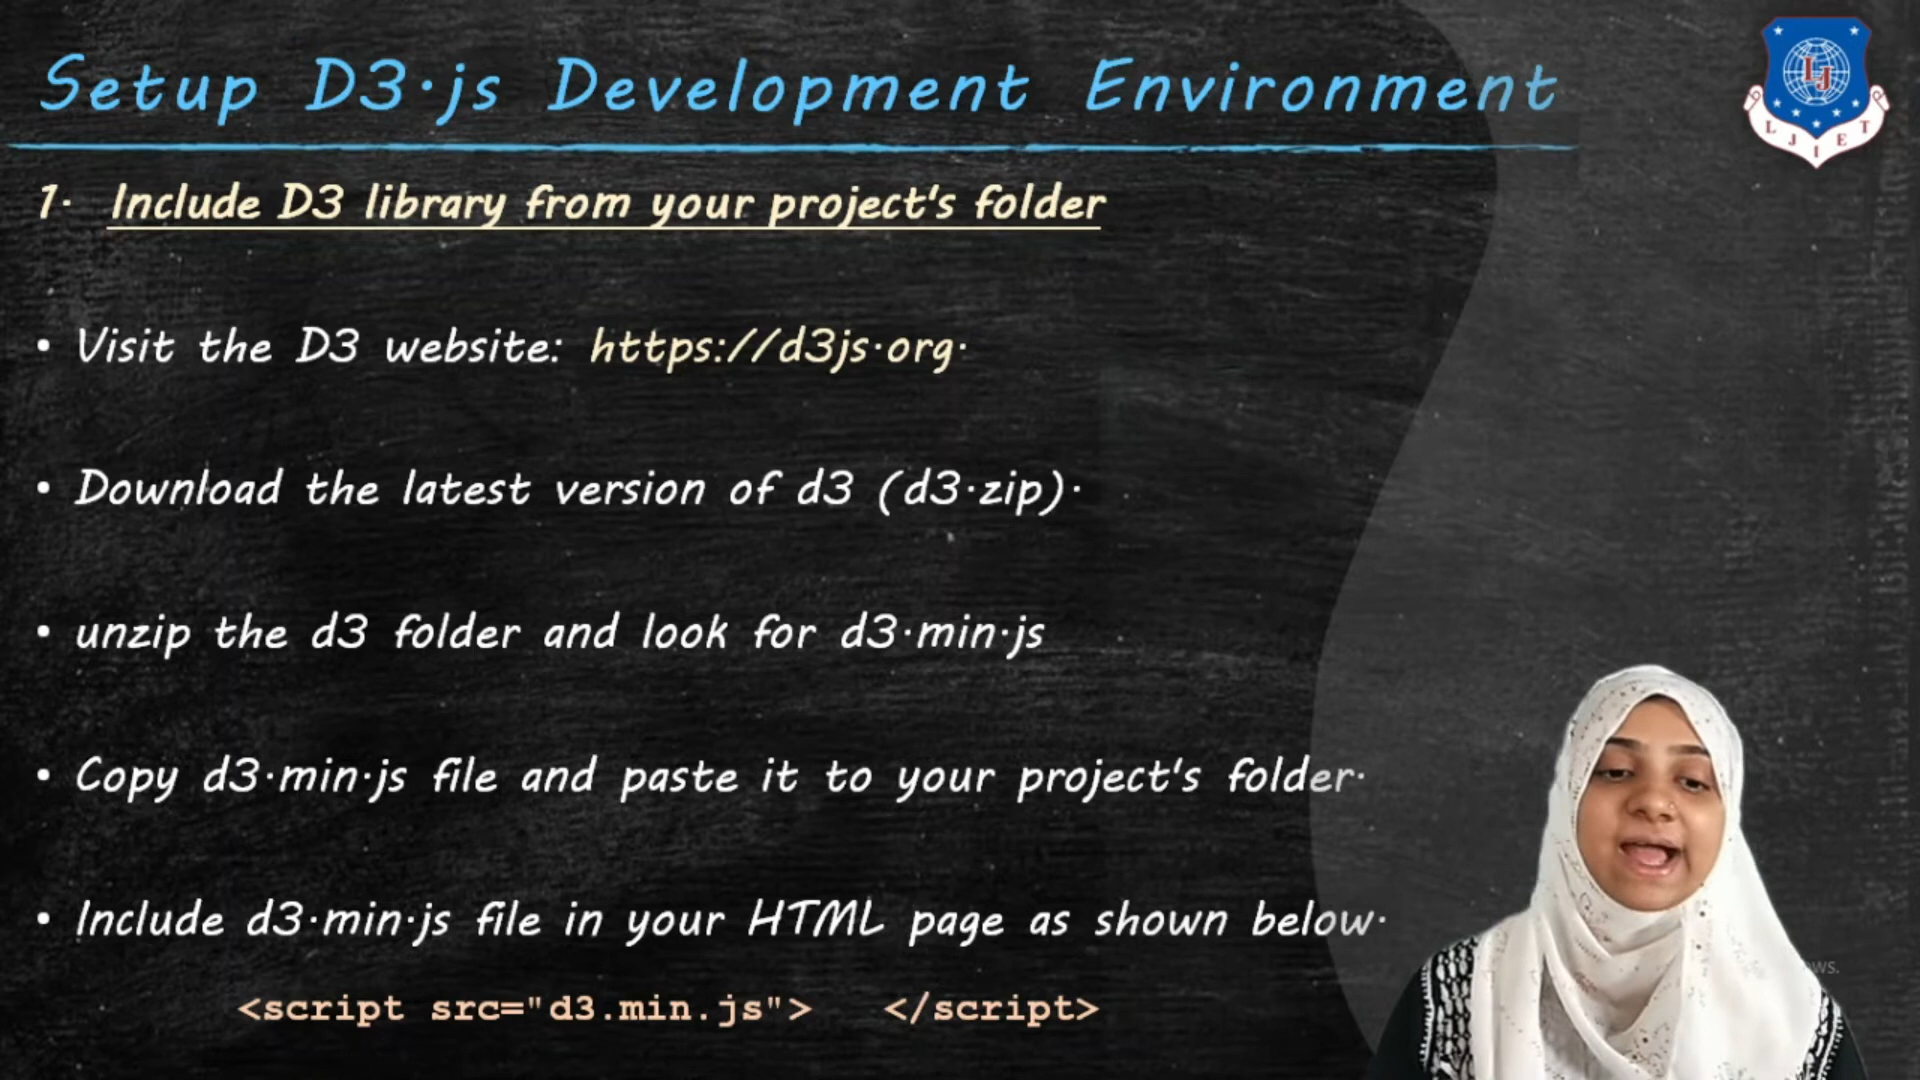 Setup D3.js Development Environment
LJ
L J I E T
1. Include D3 library from your project's folder
• Visit the D3 website: https://d3js.org.
• Download the latest version of d3 (d3.zip).
• unzip the d3 folder and look for d3.min.js
• Copy d3.min.js file and paste it to your project's folder.
• Include d3.min.js file in your HTML page as shown below.
<script src="d3.min.js"> </script>